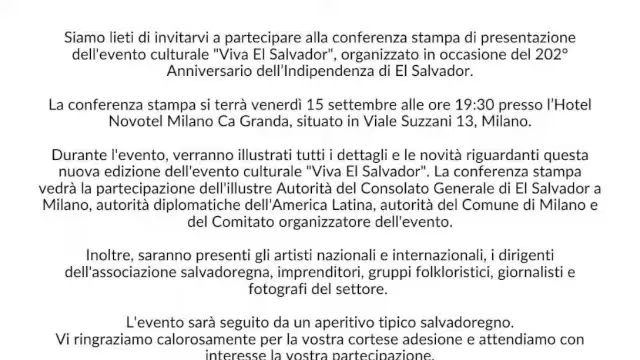 Siamo lieti di invitarvi a partecipare alla conferenza stampa di presentazione
dell'evento culturale "Viva El Salvador", organizzato in occasione del 202°
Anniversario dell'Indipendenza di El Salvador.
La conferenza stampa si terrà venerdì 15 settembre alle ore 19:30 presso l'Hotel
Novotel Milano Ca Granda, situato in Viale Suzzani 13, Milano.
Durante l'evento, verranno illustrati tutti i dettagli e le novità riguardanti questa
nuova edizione dell'evento culturale "Viva El Salvador". La conferenza stampa
vedrà la partecipazione dell'illustre Autorità del Consolato Generale di El Salvador a
Milano, autorità diplomatiche dell'America Latina, autorità del Comune di Milano e
del Comitato organizzatore dell'evento.
Inoltre, saranno presenti gli artisti nazionali e internazionali, i dirigenti
dell'associazione salvadoregna, imprenditori, gruppi folkloristici, giornalisti e
fotografi del settore.
L'evento sarà seguito da un aperitivo tipico salvadoregno.
Vi ringraziamo calorosamente per la vostra cortese adesione e attendiamo con
interesse la vostra partecipazione.